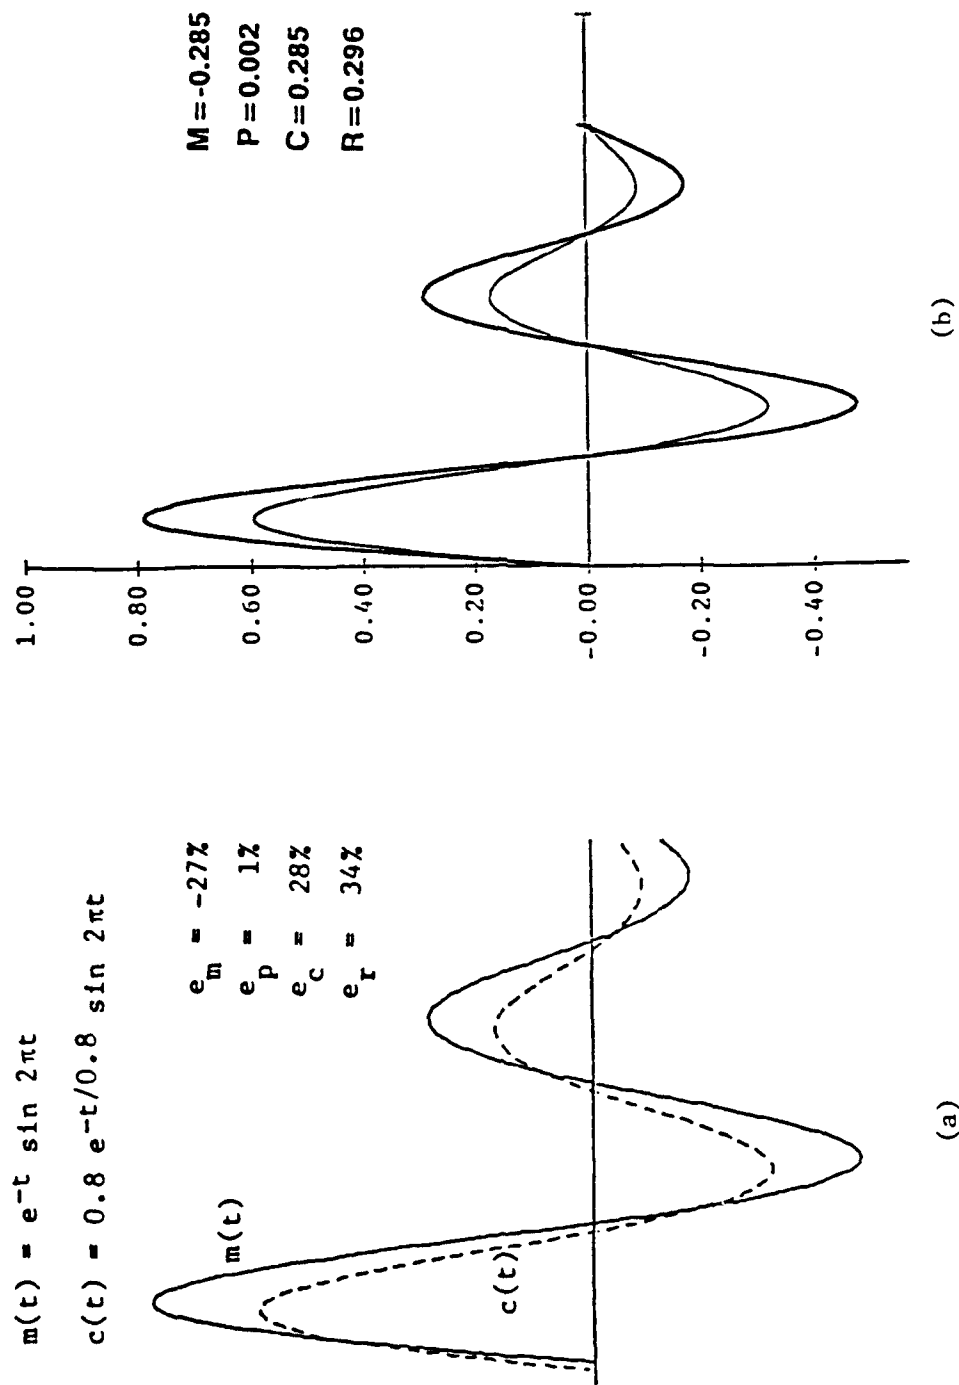 m(t) = e⁻ᵗ sin 2πt
c(t) = 0.8 e⁻ᵗ/⁰·⁸ sin 2πt
e_m = -27%
e_p = 1%
e_c = 28%
e_r = 34%
m(t)
c(t)
(a)
1.00
0.80
0.60
0.40
0.20
-0.00
-0.20
-0.40
M=-0.285
P=0.002
C=0.285
R=0.296
(b)